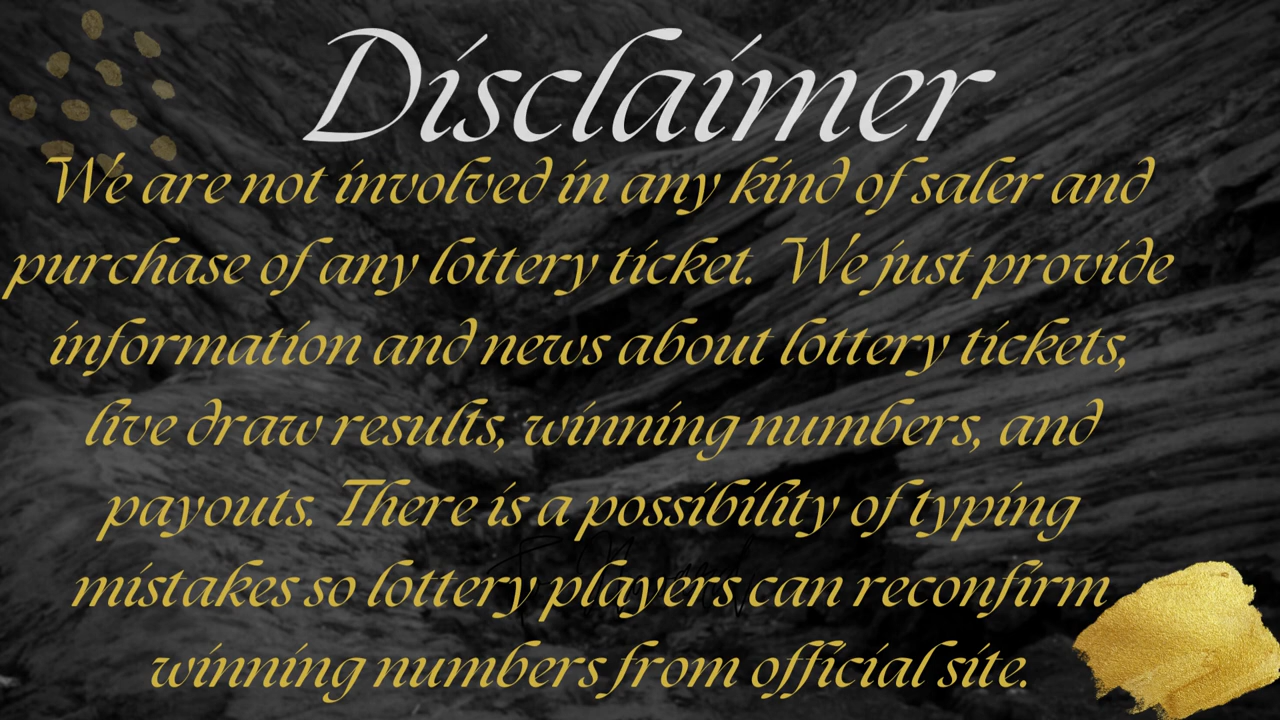 Disclaimer
We are not involved in any kind of saler and
purchase of any lottery ticket. We just provide
information and news about lottery tickets,
live draw results, winning numbers, and
payouts. There is a possibility of typing
mistakes so lottery players can reconfirm
winning numbers from official site.